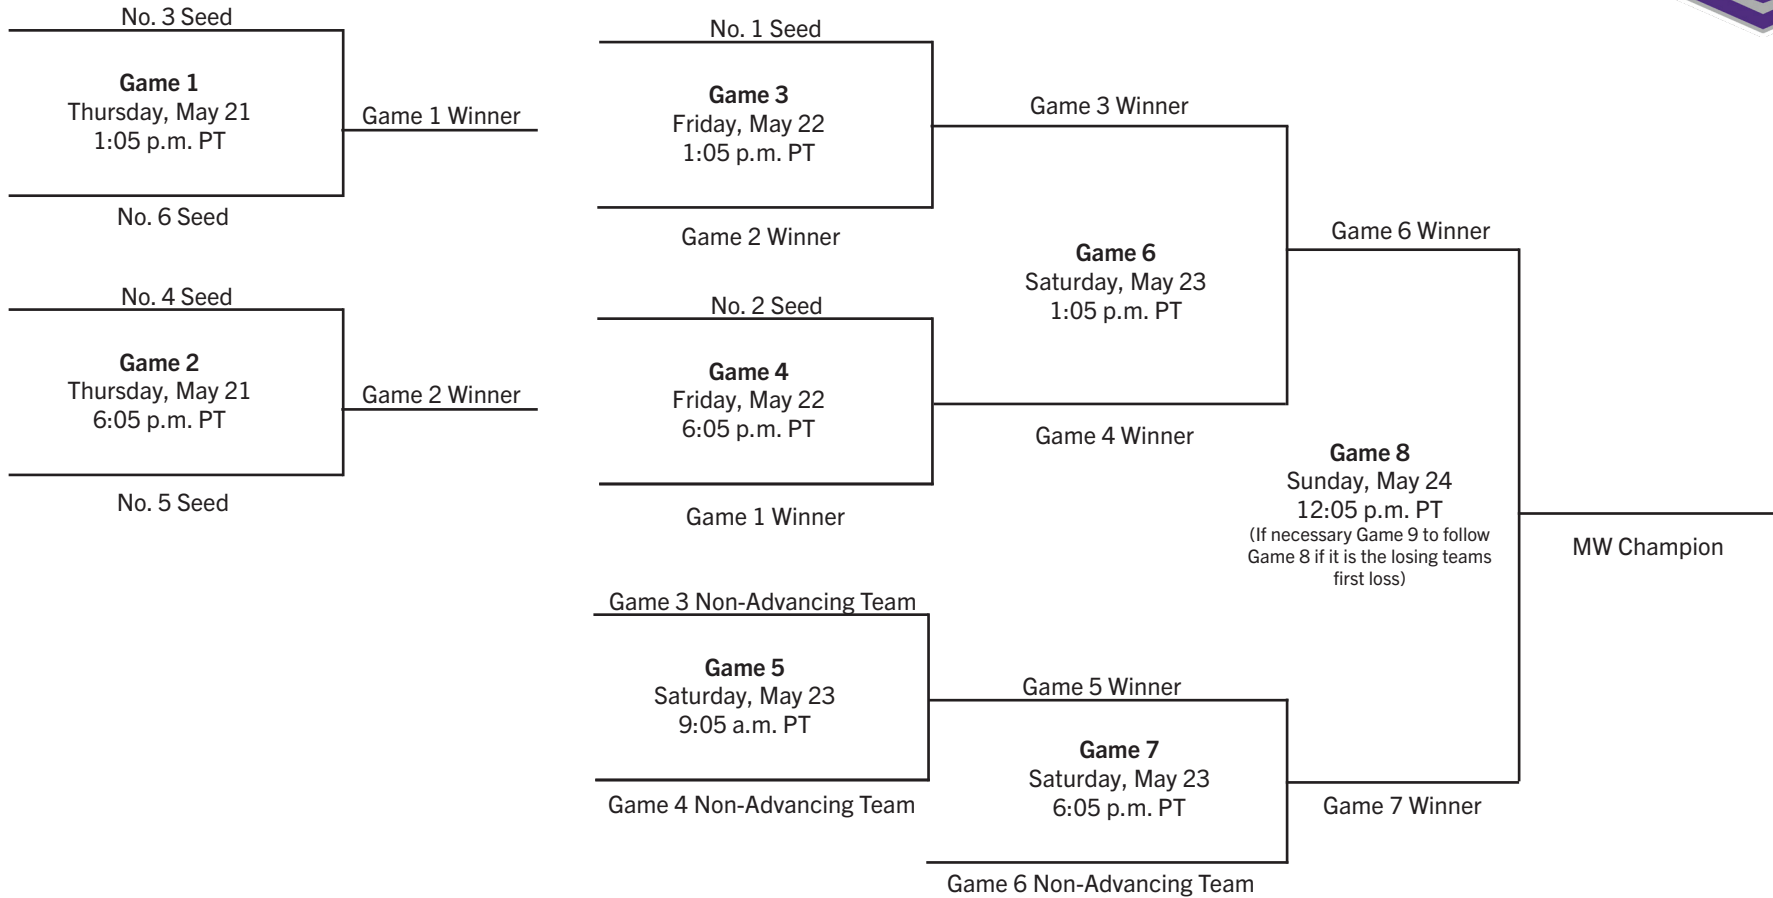 No. 3 Seed
Game 1
Thursday, May 21
1:05 p.m. PT
No. 6 Seed
Game 1 Winner
No. 4 Seed
Game 2
Thursday, May 21
6:05 p.m. PT
No. 5 Seed
Game 2 Winner
No. 1 Seed
Game 3
Friday, May 22
1:05 p.m. PT
Game 2 Winner
No. 2 Seed
Game 4
Friday, May 22
6:05 p.m. PT
Game 1 Winner
Game 3 Non-Advancing Team
Game 5
Saturday, May 23
9:05 a.m. PT
Game 4 Non-Advancing Team
Game 3 Winner
Game 6
Saturday, May 23
1:05 p.m. PT
Game 4 Winner
Game 5 Winner
Game 7
Saturday, May 23
6:05 p.m. PT
Game 6 Non-Advancing Team
Game 6 Winner
Game 8
Sunday, May 24
12:05 p.m. PT
(If necessary Game 9 to follow
Game 8 if it is the losing teams
first loss)
Game 7 Winner
MW Champion